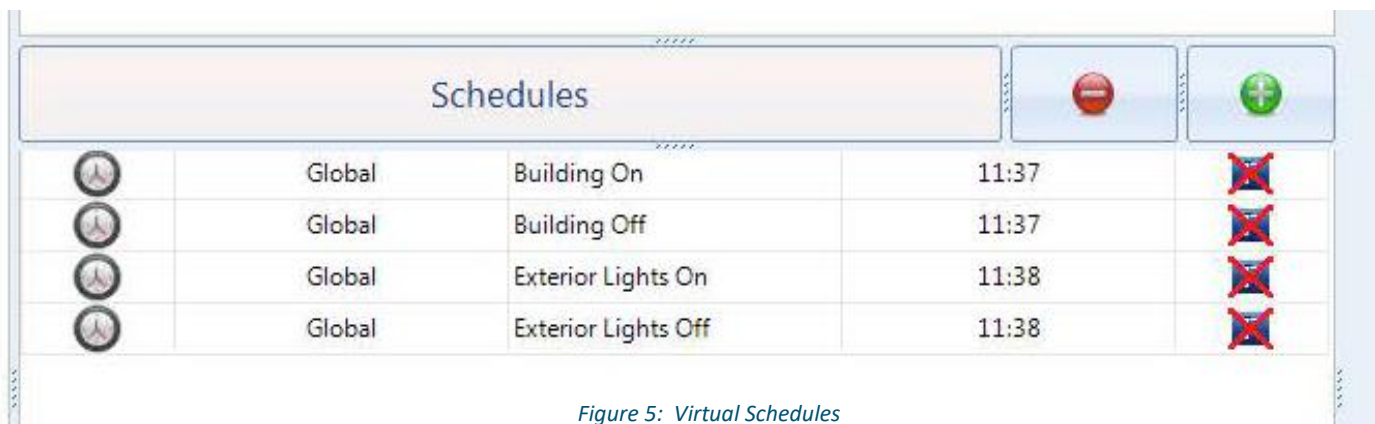 Schedules
Global Building On 11:37
Global Building Off 11:37
Global Exterior Lights On 11:38
Global Exterior Lights Off 11:38
Figure 5: Virtual Schedules